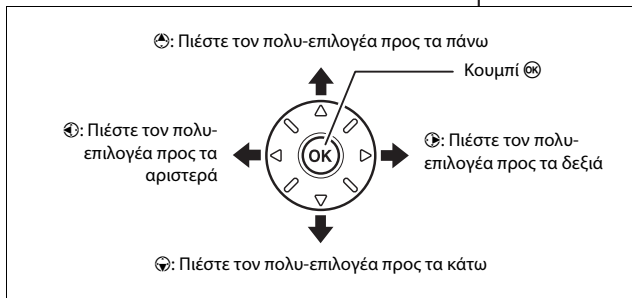 : Πιέστε τον πολυ-επιλογέα προς τα πάνω
Κουμπί OK
: Πιέστε τον πολυ-
επιλογέα προς τα
αριστερά
OK
: Πιέστε τον πολυ-
επιλογέα προς τα δεξιά
: Πιέστε τον πολυ-επιλογέα προς τα κάτω